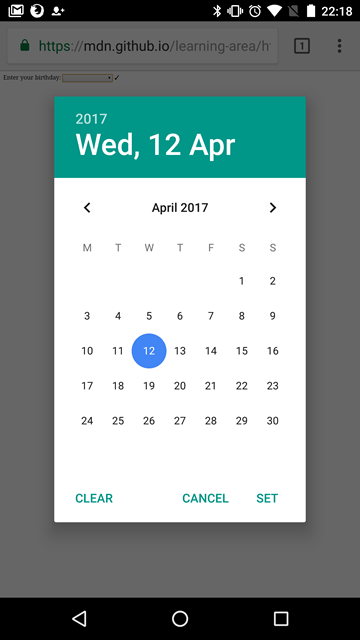 22:18
https://mdn.github.io/learning-area/h
1
Enter your birthday:
2017
Wed, 12 Apr
April 2017
M T W T F S S
1 2
3 4 5 6 7 8 9
10 11 12 13 14 15 16
17 18 19 20 21 22 23
24 25 26 27 28 29 30
CLEAR CANCEL SET